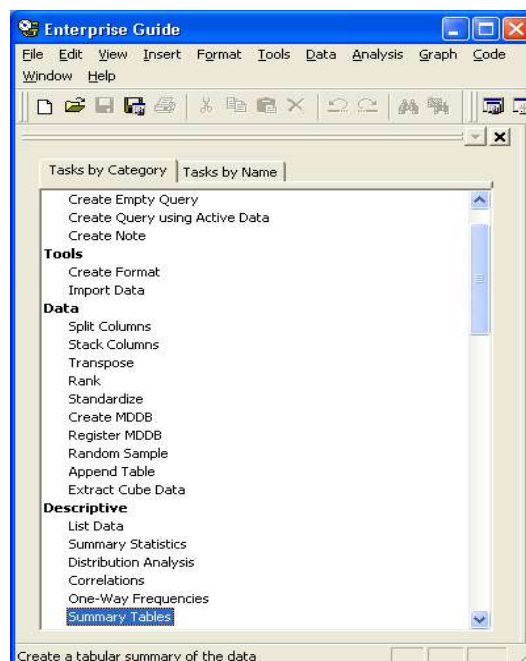 Enterprise Guide
File Edit View Insert Format Tools Data Analysis Graph Code
Window Help
Tasks by Category Tasks by Name
Create Empty Query
Create Query using Active Data
Create Note
Tools
Create Format
Import Data
Data
Split Columns
Stack Columns
Transpose
Rank
Standardize
Create MDDB
Register MDDB
Random Sample
Append Table
Extract Cube Data
Descriptive
List Data
Summary Statistics
Distribution Analysis
Correlations
One-Way Frequencies
Summary Tables
Create a tabular summary of the data